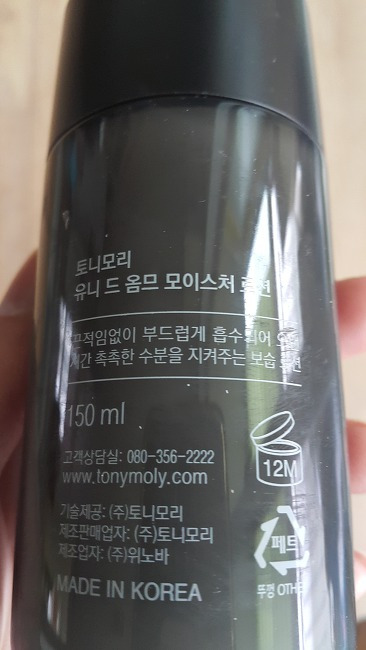 토니모리
유니 드 옴므 모이스처 로션
끈적임없이 부드럽게 흡수되어
시간 촉촉한 수분을 지켜주는 보습 로션
150 ml
고객상담실: 080-356-2222
www.tonymoly.com
12M
기술제공: (주)토니모리
제조판매업자: (주)토니모리
제조업자: (주)위노바
페트
뚜껑 OTHER
MADE IN KOREA